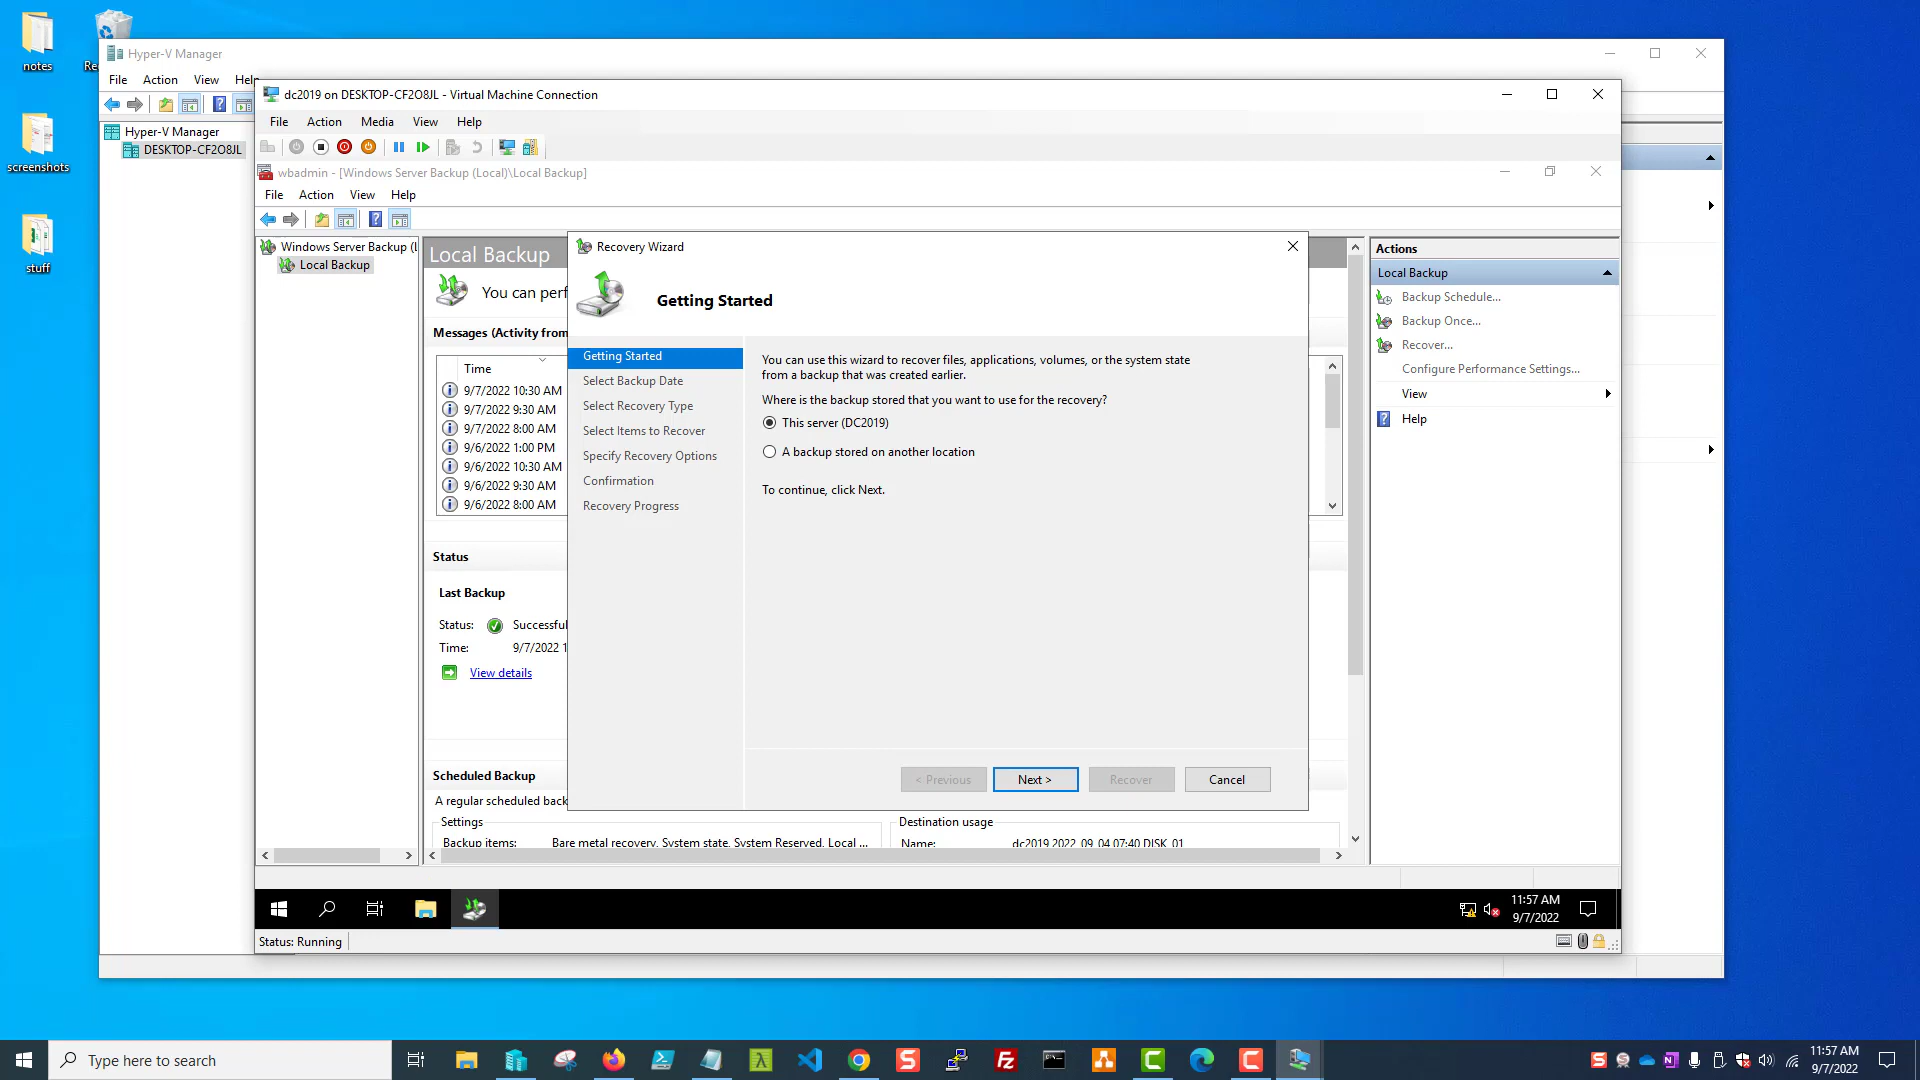 notes
Hyper-V Manager
File Action View Help
Hyper-V Manager
DESKTOP-CF2O8JL
screenshots
stuff
dc2019 on DESKTOP-CF2O8JL - Virtual Machine Connection
File Action Media View Help
wbadmin - [Windows Server Backup (Local)\Local Backup]
File Action View Help
Windows Server Backup (L
Local Backup
Local Backup
You can perf
Messages (Activity from
Time
9/7/2022 10:30 AM
9/7/2022 9:30 AM
9/7/2022 8:00 AM
9/6/2022 1:00 PM
9/6/2022 10:30 AM
9/6/2022 9:30 AM
9/6/2022 8:00 AM
Status
Last Backup
Status: Successful
Time: 9/7/2022 1
View details
Scheduled Backup
A regular scheduled back
Settings
Backup items: Bare metal recovery, System state, System Reserved, Local ...
Destination usage
Name: dc2019 2022_09_04 07:40 DISK_01
Recovery Wizard
Getting Started
Getting Started
Select Backup Date
Select Recovery Type
Select Items to Recover
Specify Recovery Options
Confirmation
Recovery Progress
You can use this wizard to recover files, applications, volumes, or the system state
from a backup that was created earlier.
Where is the backup stored that you want to use for the recovery?
This server (DC2019)
A backup stored on another location
To continue, click Next.
< Previous Next > Recover Cancel
Actions
Local Backup
Backup Schedule...
Backup Once...
Recover...
Configure Performance Settings...
View
Help
11:57 AM
9/7/2022
Status: Running
Type here to search
11:57 AM
9/7/2022